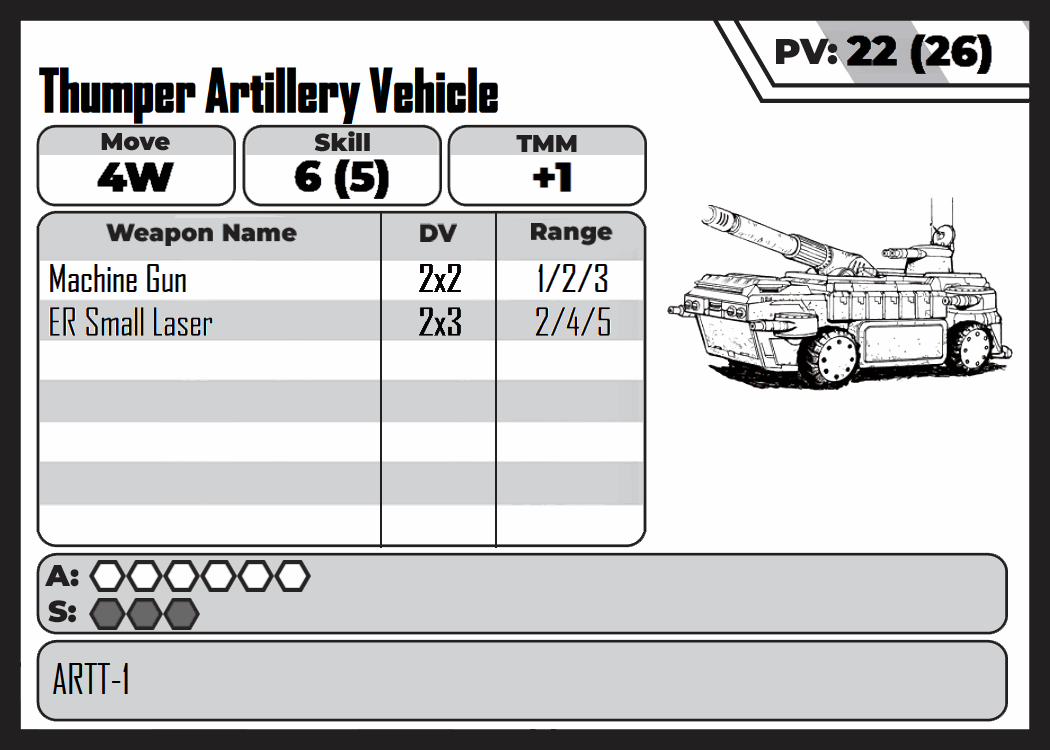 PV: 22 (26)
Thumper Artillery Vehicle
Move Skill TMM
4W 6 (5) +1
Weapon Name DV Range
Machine Gun 2x2 1/2/3
ER Small Laser 2x3 2/4/5
A:
S:
ARTT-1